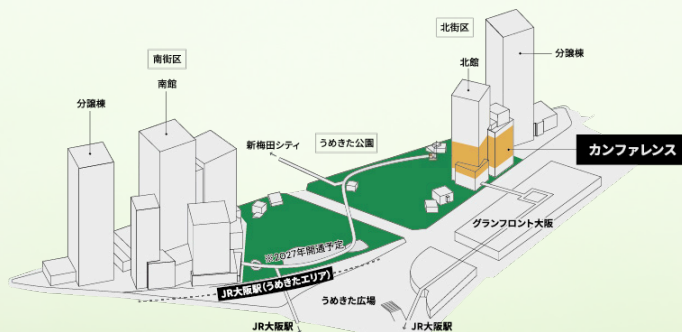 北街区
分譲棟
北館
南街区
南館
分譲棟
新梅田シティ
うめきた公園
カンファレンス
グランフロント大阪
※2027年開通予定
JR大阪駅(うめきたエリア)
うめきた広場
JR大阪駅
JR大阪駅